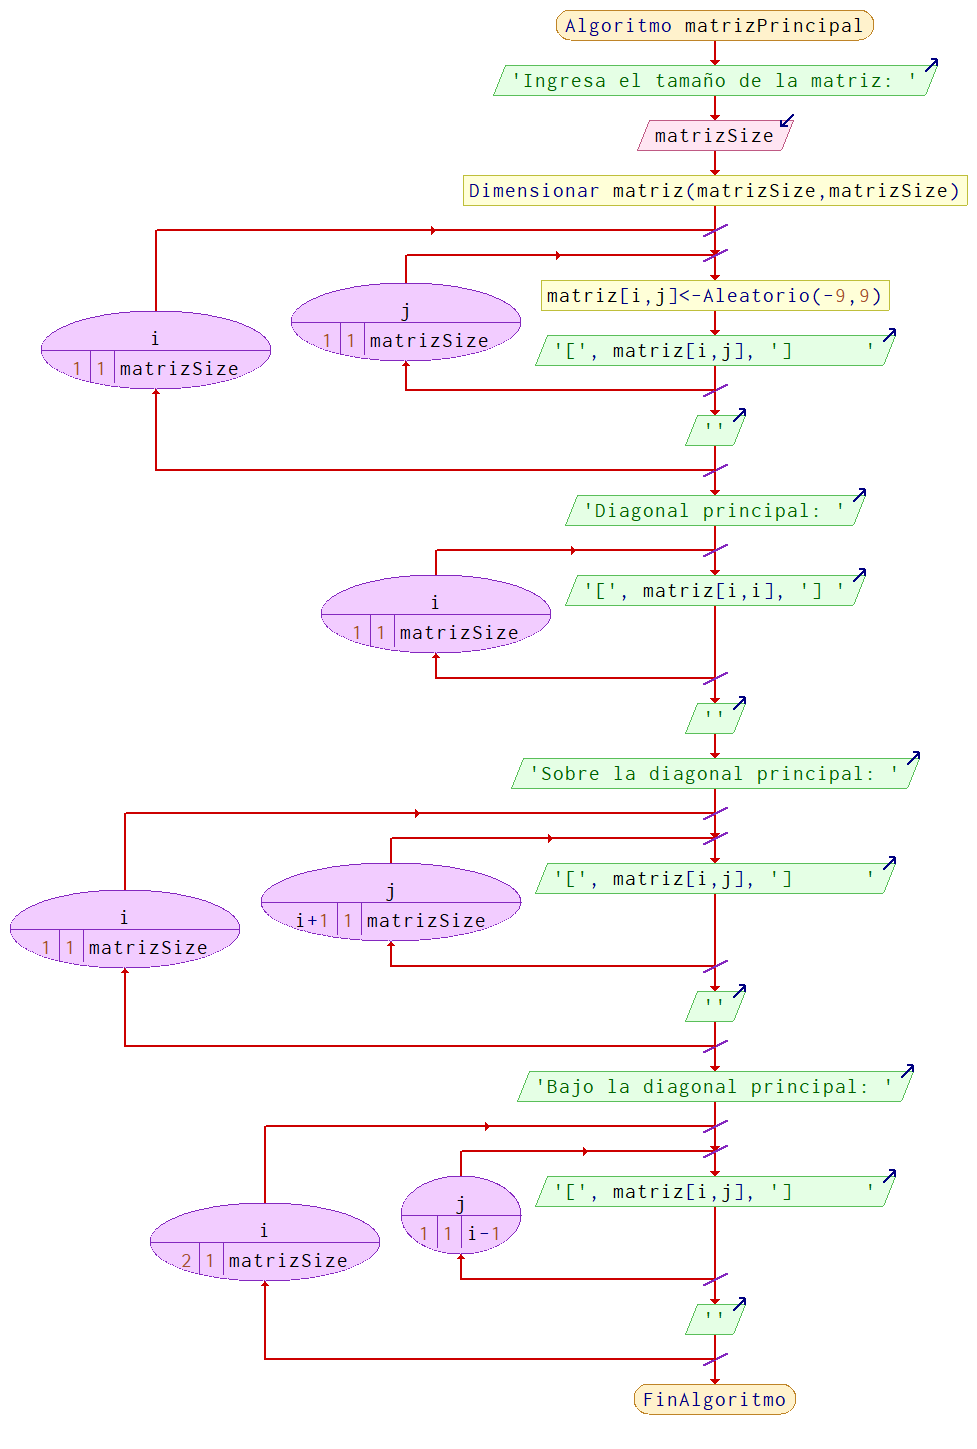 Algoritmo matrizPrincipal
'Ingresa el tamaño de la matriz: '
matrizSize
Dimensionar matriz(matrizSize,matrizSize)
i
1 1 matrizSize
j
1 1 matrizSize
matriz[i,j]<-Aleatorio(-9,9)
'[', matriz[i,j], ']      '
''
'Diagonal principal: '
i
1 1 matrizSize
'[', matriz[i,i], '] '
''
'Sobre la diagonal principal: '
i
1 1 matrizSize
j
i+1 1 matrizSize
'[', matriz[i,j], ']      '
''
'Bajo la diagonal principal: '
i
2 1 matrizSize
j
1 1 i-1
'[', matriz[i,j], ']      '
''
FinAlgoritmo